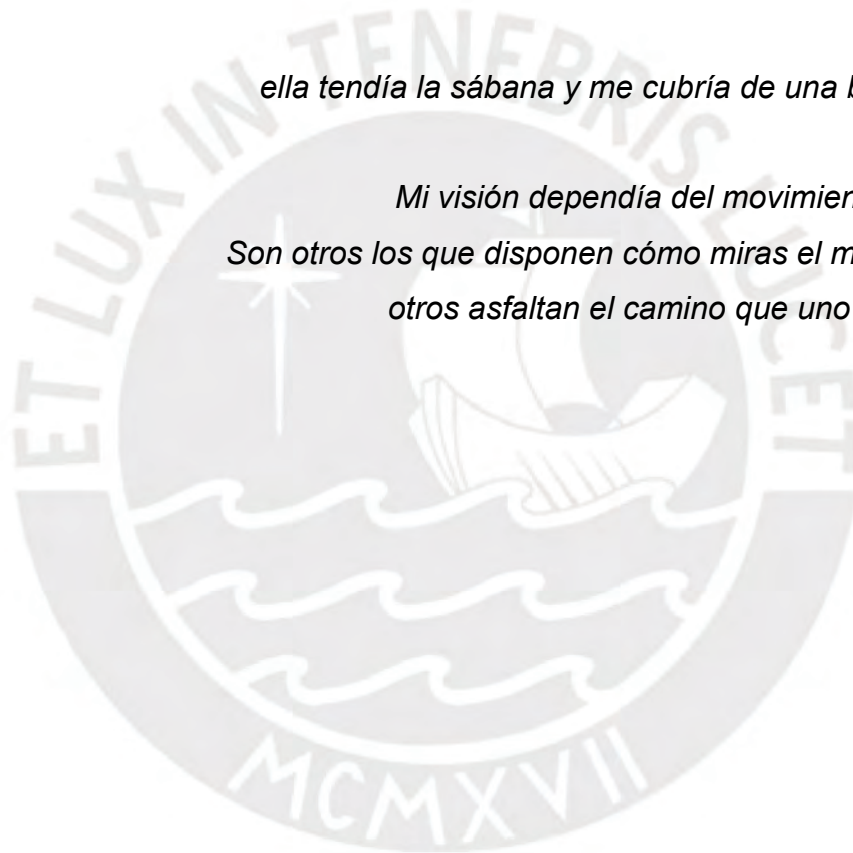 ella tendía la sábana y me cubría de una
Mi visión dependía del
Son otros los que disponen cómo miras el
otros asfaltan el camino que uno
ET LUX IN TENEBRIS LUCET
MCMXVII